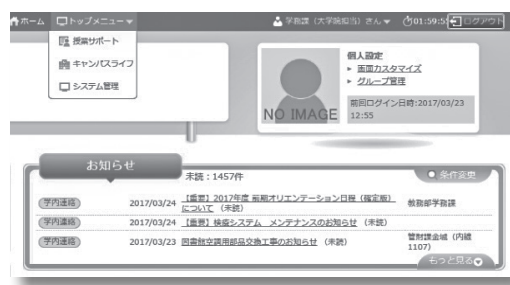 ホーム トップメニュー 学務課(大学院担当)さん 01:59:55 ログアウト
授業サポート
キャンパスライフ
システム管理
個人設定
画面カスタマイズ
グループ管理
前回ログイン日時:2017/03/23
12:55
NO IMAGE
お知らせ
未読:1457件
条件変更
学内連絡 2017/03/24 【重要】2017年度 前期オリエンテーション日程(確定版)
について (未読) 教務部学務課
学内連絡 2017/03/24 【重要】検疫システム メンテナンスのお知らせ (未読)
学内連絡 2017/03/23 図書館空調用部品交換工事のお知らせ (未読) 管財課金城(内線
1107)
もっと見る